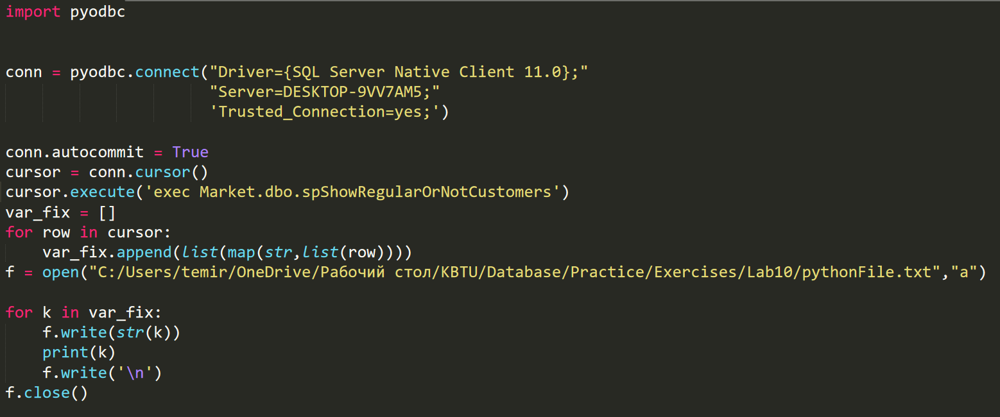 import pyodbc
conn = pyodbc.connect("Driver={SQL Server Native Client 11.0};"
                      "Server=DESKTOP-9VV7AM5;"
                      'Trusted_Connection=yes;')
conn.autocommit = True
cursor = conn.cursor()
cursor.execute('exec Market.dbo.spShowRegularOrNotCustomers')
var_fix = []
for row in cursor:
    var_fix.append(list(map(str,list(row))))
f = open("C:/Users/temir/OneDrive/Рабочий стол/KBTU/Database/Practice/Exercises/Lab10/pythonFile.txt","a")
for k in var_fix:
    f.write(str(k))
    print(k)
    f.write('\n')
f.close()